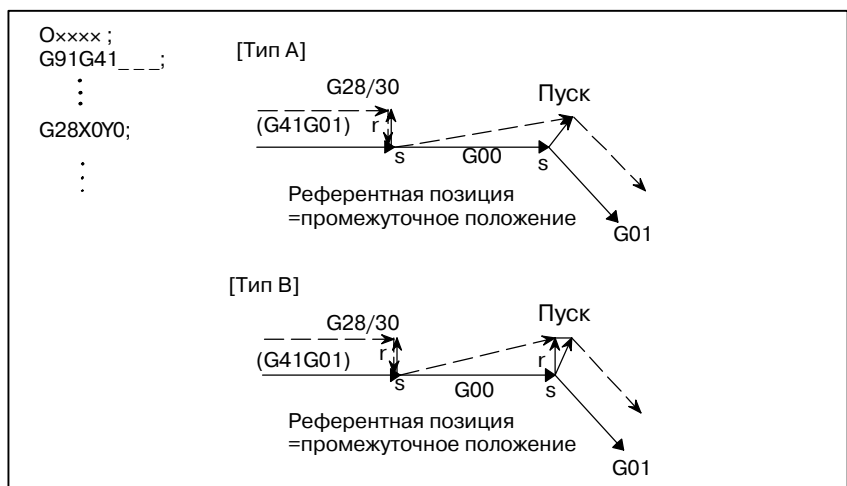 O×××× ;
G91G41_ _ _;
G28X0Y0;
[Тип A]
G28/30
Пуск
(G41G01)
r
s
G00
s
Референтная позиция
=промежуточное положение
G01
[Тип B]
G28/30
Пуск
(G41G01)
r
r
s
G00
s
Референтная позиция
=промежуточное положение
G01